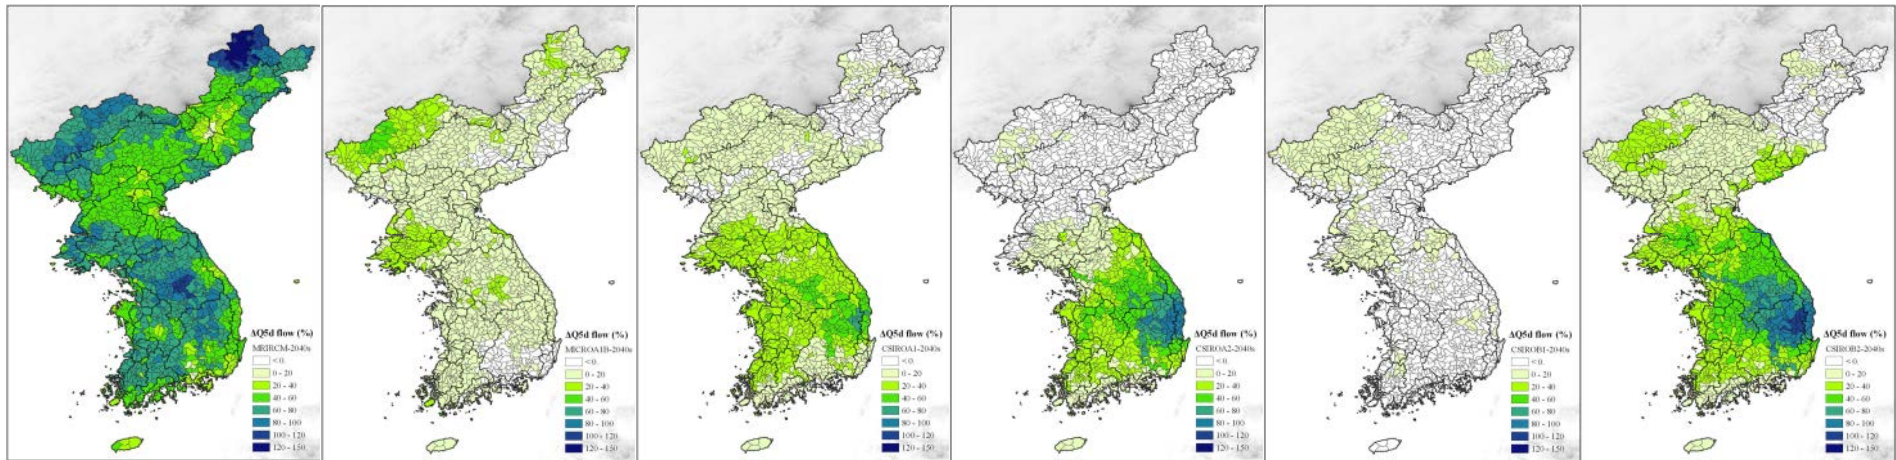 ΔQ5d flow (%)
MRIRCM-2040s
< 0
0 - 20
20 - 40
40 - 60
60 - 80
80 - 100
100 - 120
120 - 150
ΔQ5d flow (%)
MICROA1B-2040s
< 0
0 - 20
20 - 40
40 - 60
60 - 80
80 - 100
100 - 120
120 - 150
ΔQ5d flow (%)
CSIROA1-2040s
< 0
0 - 20
20 - 40
40 - 60
60 - 80
80 - 100
100 - 120
120 - 150
ΔQ5d flow (%)
CSIROA2-2040s
< 0
0 - 20
20 - 40
40 - 60
60 - 80
80 - 100
100 - 120
120 - 150
ΔQ5d flow (%)
CSIROB1-2040s
< 0
0 - 20
20 - 40
40 - 60
60 - 80
80 - 100
100 - 120
120 - 150
ΔQ5d flow (%)
CSIROB2-2040s
< 0
0 - 20
20 - 40
40 - 60
60 - 80
80 - 100
100 - 120
120 - 150